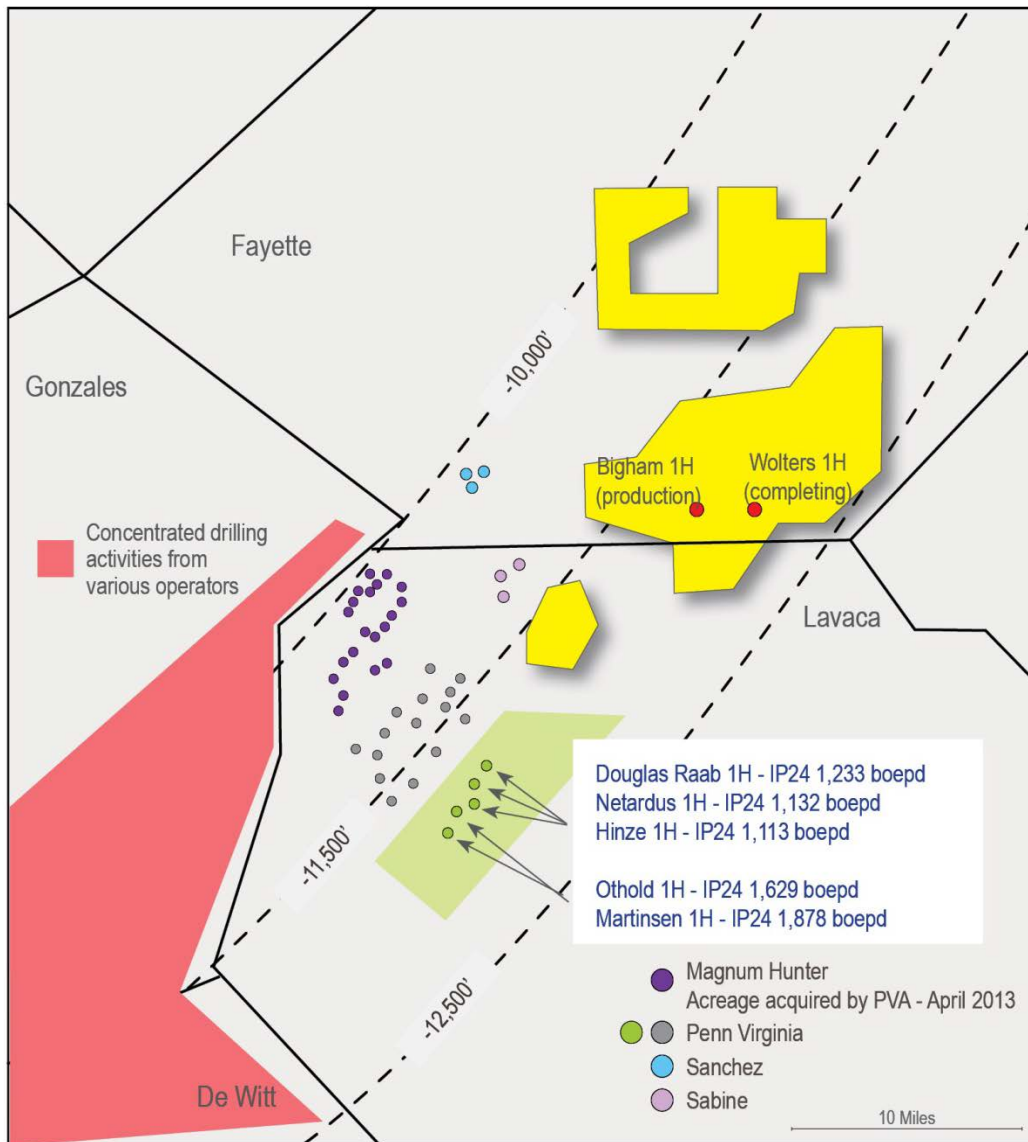 Fayette
-10,000'
Gonzales
Bigham 1H
(production)
Wolters 1H
(completing)
Concentrated drilling
activities from
various operators
Lavaca
Douglas Raab 1H - IP24 1,233 boepd
Netardus 1H - IP24 1,132 boepd
Hinze 1H - IP24 1,113 boepd
Othold 1H - IP24 1,629 boepd
Martinsen 1H - IP24 1,878 boepd
-11,500'
-12,500'
Magnum Hunter
Acreage acquired by PVA - April 2013
Penn Virginia
Sanchez
Sabine
De Witt
10 Miles